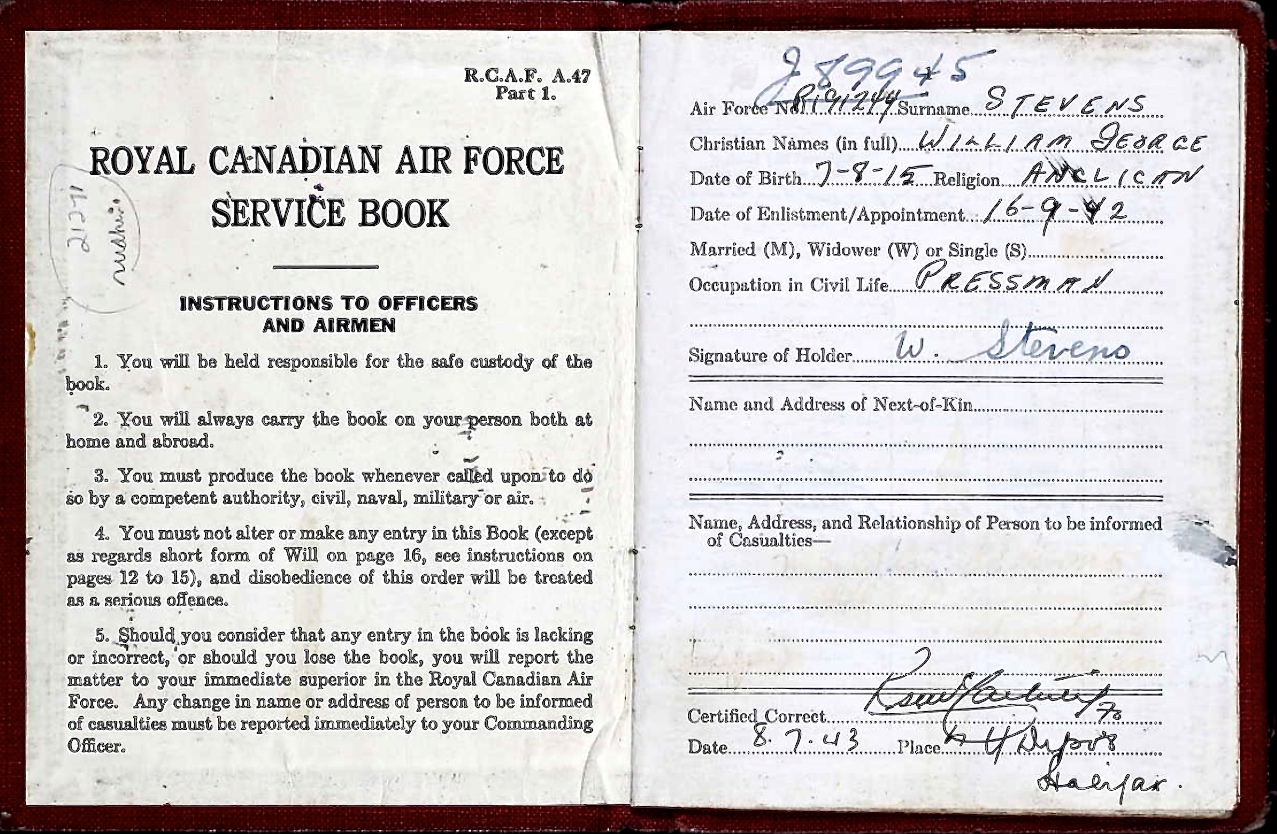 R.C.A.F. A.47
Part 1.
ROYAL CANADIAN AIR FORCE
SERVICE BOOK
21271
INSTRUCTIONS TO OFFICERS
AND AIRMEN
1. You will be held responsible for the safe custody of the
book.
2. You will always carry the book on your person both at
home and abroad.
3. You must produce the book whenever called upon to do
so by a competent authority, civil, naval, military or air.
4. You must not alter or make any entry in this Book (except
as regards short form of Will on page 16, see instructions on
pages 12 to 15), and disobedience of this order will be treated
as a serious offence.
5. Should you consider that any entry in the book is lacking
or incorrect, or should you lose the book, you will report the
matter to your immediate superior in the Royal Canadian Air
Force. Any change in name or address of person to be informed
of casualties must be reported immediately to your Commanding
Officer.
J89945
Air Force No. R191244 Surname STEVENS
Christian Names (in full) WILLIAM GEORGE
Date of Birth 7-8-15 Religion ANGLICAN
Date of Enlistment/Appointment 16-9-42
Married (M), Widower (W) or Single (S)
Occupation in Civil Life PRESSMAN
Signature of Holder W. Stevens
Name and Address of Next-of-Kin
Name, Address, and Relationship of Person to be informed
of Casualties—
Certified Correct
Date 8.7.43 Place Depot
Halifax.